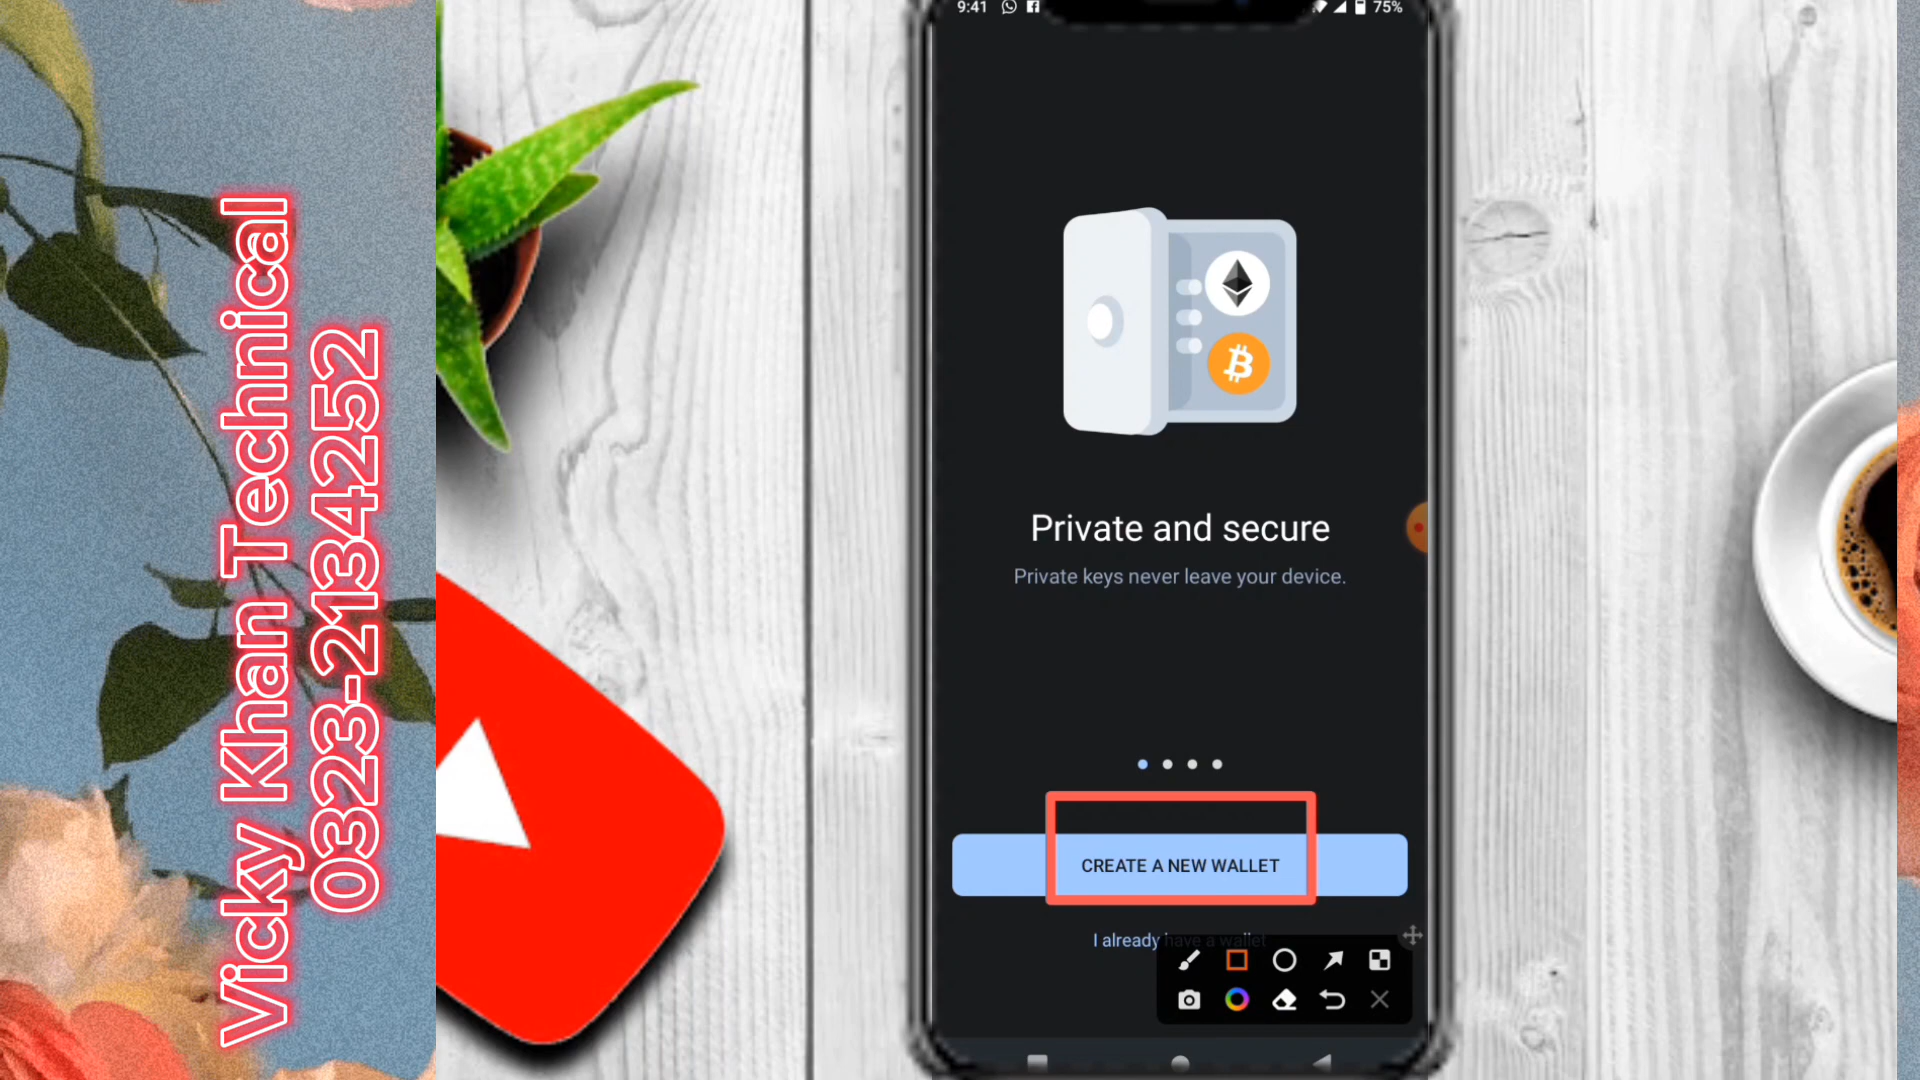 Vicky Khan Technical
0323-2134252
9:41
75%
Private and secure
Private keys never leave your device.
CREATE A NEW WALLET
I already have a wallet